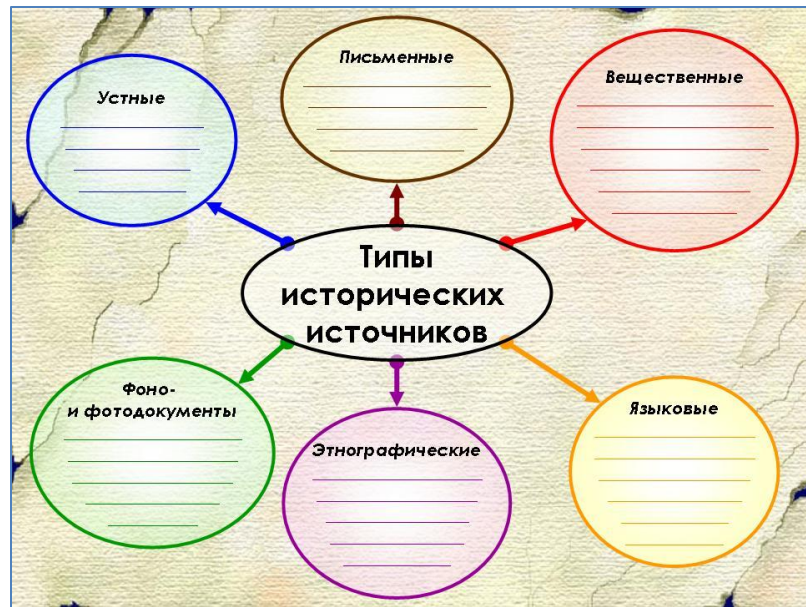 Устные
Письменные
Вещественные
Типы
исторических
источников
Фоно-
и фотодокументы
Этнографические
Языковые